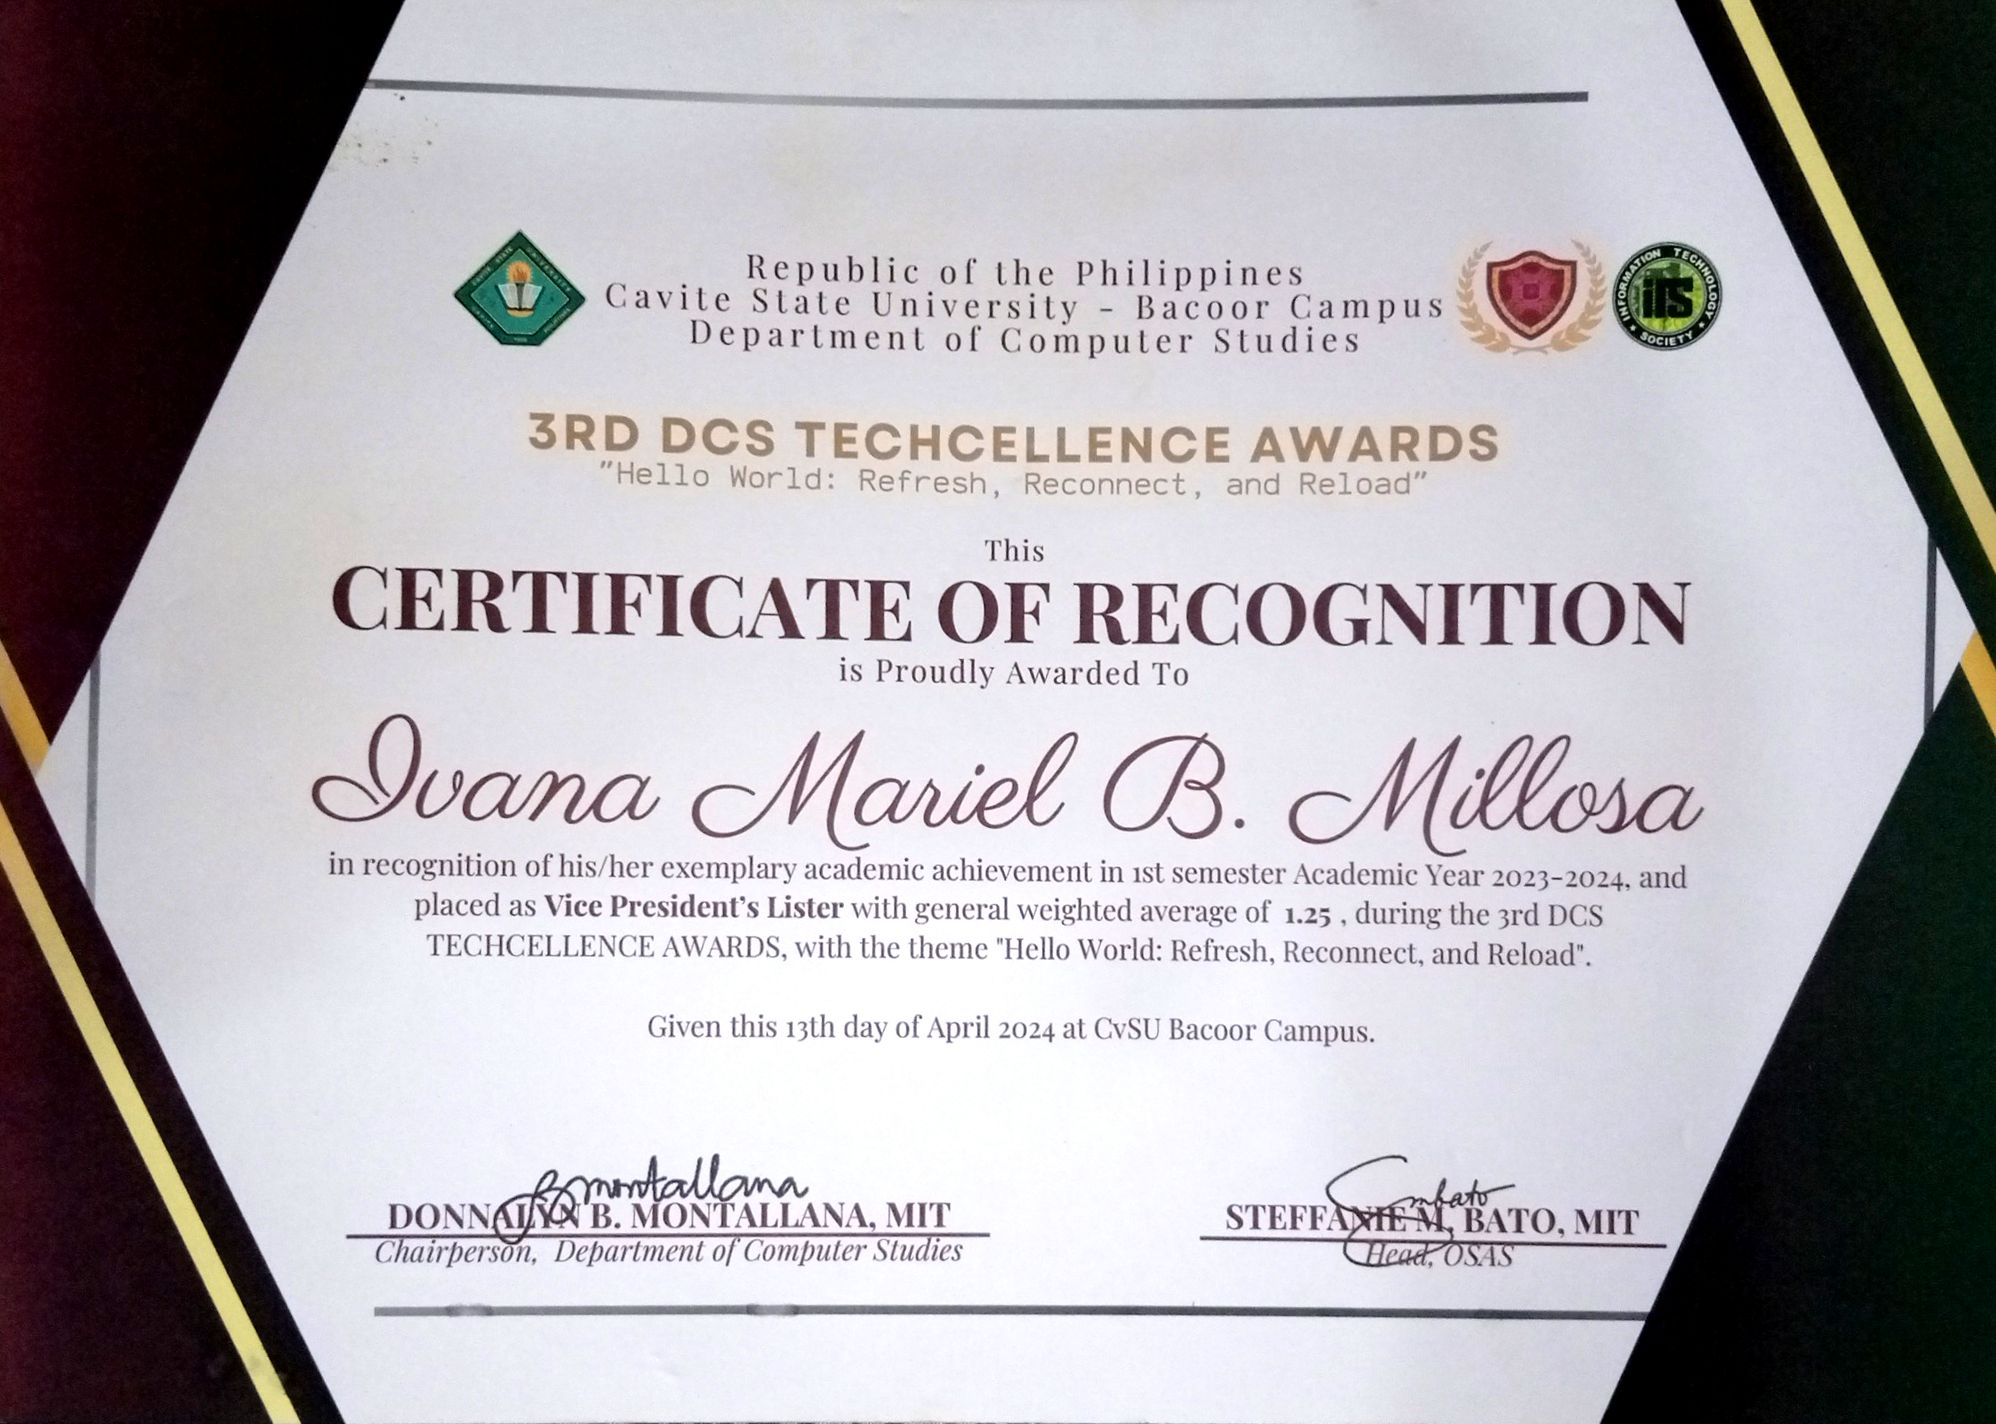 Republic of the Philippines
Cavite State University - Bacoor Campus
Department of Computer Studies
INFORMATION TECHNOLOGY
iTS
SOCIETY
3RD DCS TECHCELLENCE AWARDS
"Hello World: Refresh, Reconnect, and Reload"
This
CERTIFICATE OF RECOGNITION
is Proudly Awarded To
Ivana Mariel B. Millosa
in recognition of his/her exemplary academic achievement in 1st semester Academic Year 2023-2024, and
placed as Vice President's Lister with general weighted average of 1.25 , during the 3rd DCS
TECHCELLENCE AWARDS, with the theme "Hello World: Refresh, Reconnect, and Reload".
Given this 13th day of April 2024 at CvSU Bacoor Campus.
DONNALYN B. MONTALLANA, MIT
Chairperson, Department of Computer Studies
STEFFANIE M. BATO, MIT
Head, OSAS